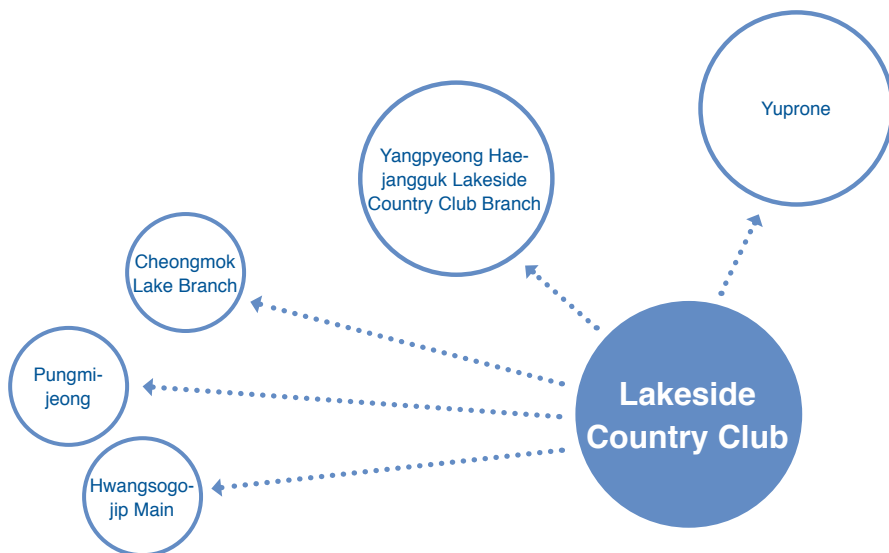 Yuprone
Yangpyeong Hae-
jangguk Lakeside
Country Club Branch
Cheongmok
Lake Branch
Pungmi-
jeong
Hwangsogo-
jip Main
Lakeside
Country Club